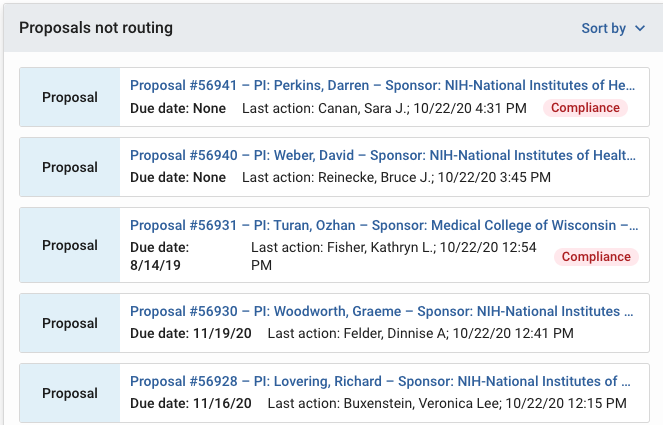 Proposals not routing
Sort by
Proposal
Proposal #56941 – PI: Perkins, Darren – Sponsor: NIH-National Institutes of He...
Due date: None Last action: Canan, Sara J.; 10/22/20 4:31 PM Compliance
Proposal
Proposal #56940 – PI: Weber, David – Sponsor: NIH-National Institutes of Healt...
Due date: None Last action: Reinecke, Bruce J.; 10/22/20 3:45 PM
Proposal
Proposal #56931 – PI: Turan, Ozhan – Sponsor: Medical College of Wisconsin –...
Due date:
8/14/19
Last action: Fisher, Kathryn L.; 10/22/20 12:54
PM
Compliance
Proposal
Proposal #56930 – PI: Woodworth, Graeme – Sponsor: NIH-National Institutes ...
Due date: 11/19/20 Last action: Felder, Dinnise A; 10/22/20 12:41 PM
Proposal
Proposal #56928 – PI: Lovering, Richard – Sponsor: NIH-National Institutes of ...
Due date: 11/16/20 Last action: Buxenstein, Veronica Lee; 10/22/20 12:15 PM